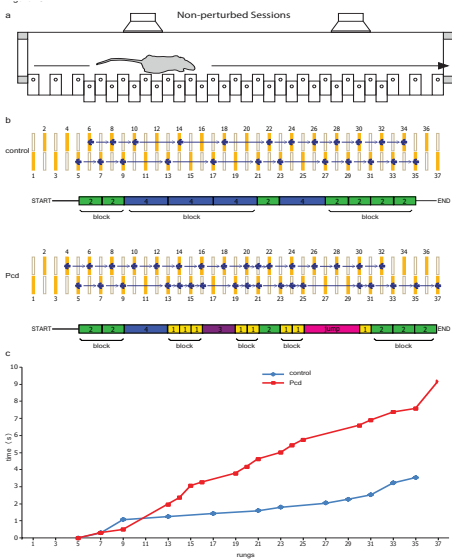 a Non-perturbed Sessions
b
2 4 6 8 10 12 14 16 18 20 22 24 26 28 30 32 34 36
control
1 3 5 7 9 11 13 15 17 19 21 23 25 27 29 31 33 35 37
START 2 2 4 4 4 2 4 2 2 2 2 END
block block block
2 4 6 8 10 12 14 16 18 20 22 24 26 28 30 32 34 36
Pcd
1 3 5 7 9 11 13 15 17 19 21 23 25 27 29 31 33 35 37
START 2 2 4 1 1 1 3 1 1 2 1 1 jump 1 2 2 2 END
block block block block block
c
10
9
8
7
6
5
4
3
2
1
0
time (s)
control
Pcd
1 3 5 7 9 11 13 15 17 19 21 23 25 27 29 31 33 35 37
rungs